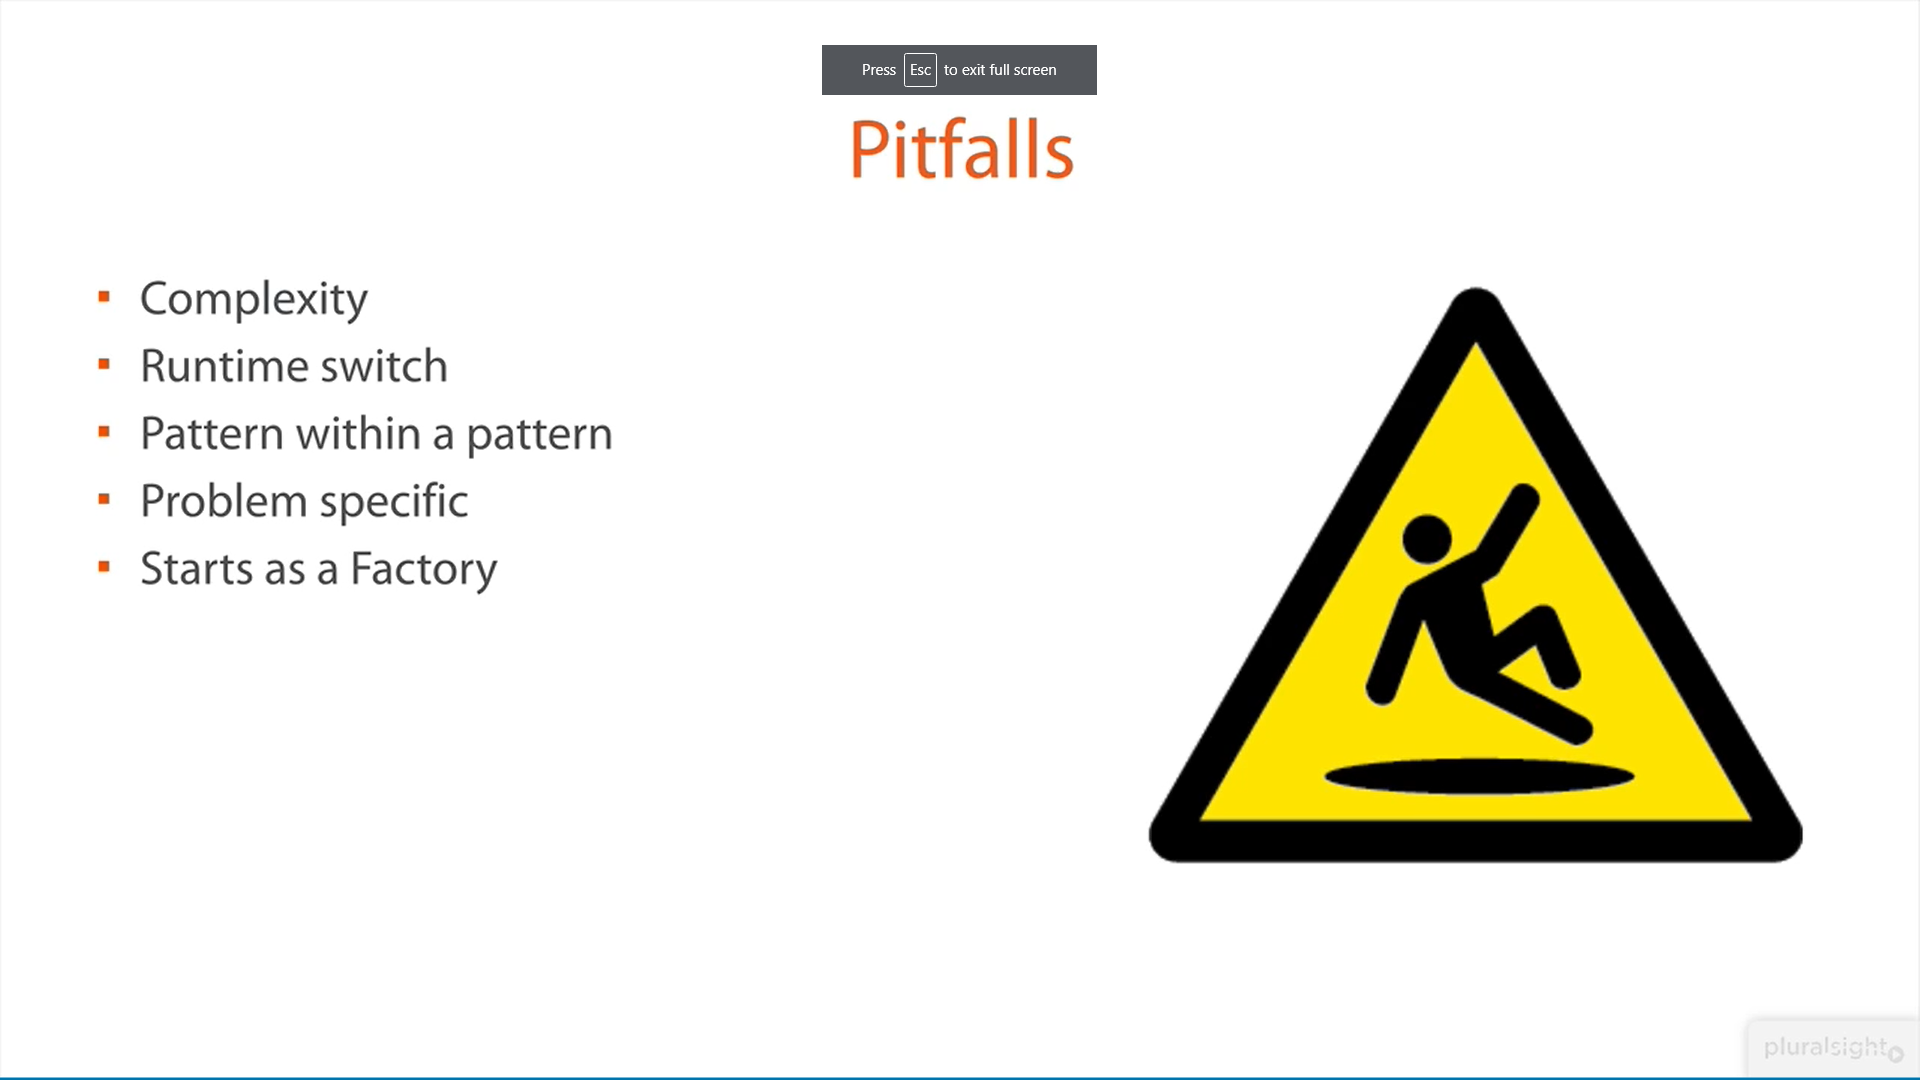 Press Esc to exit full screen
Pitfalls
Complexity
Runtime switch
Pattern within a pattern
Problem specific
Starts as a Factory
pluralsight